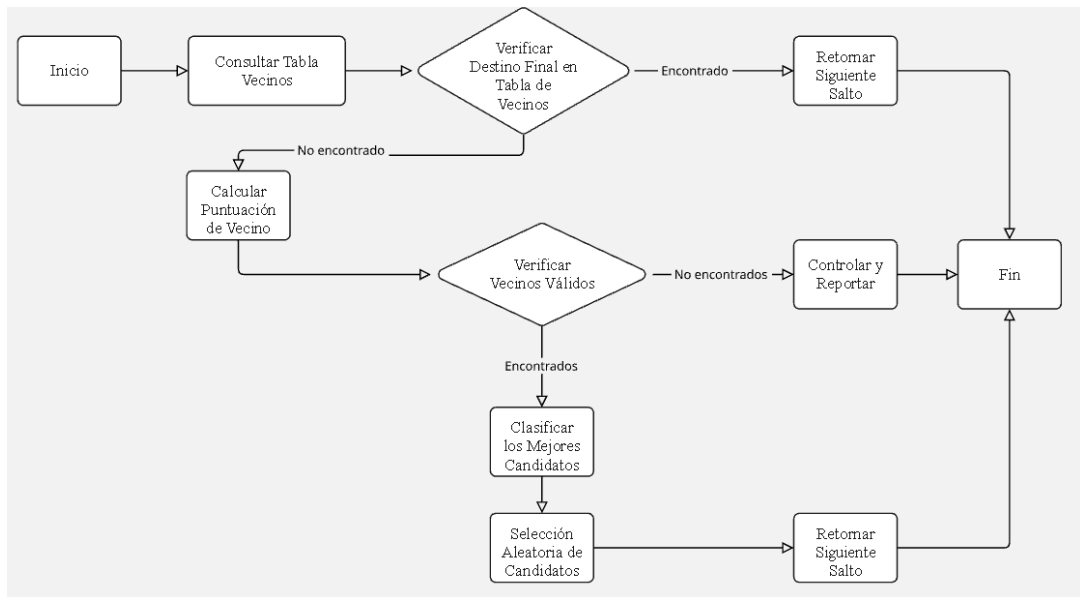 Inicio
Consultar Tabla
Vecinos
Verificar
Destino Final en
Tabla de
Vecinos
Encontrado
Retornar
Siguiente
Salto
No encontrado
Calcular
Puntuación
de Vecino
Verificar
Vecinos Válidos
No encontrados
Controlar y
Reportar
Fin
Encontrados
Clasificar
los Mejores
Candidatos
Selección
Aleatoria de
Candidatos
Retornar
Siguiente
Salto